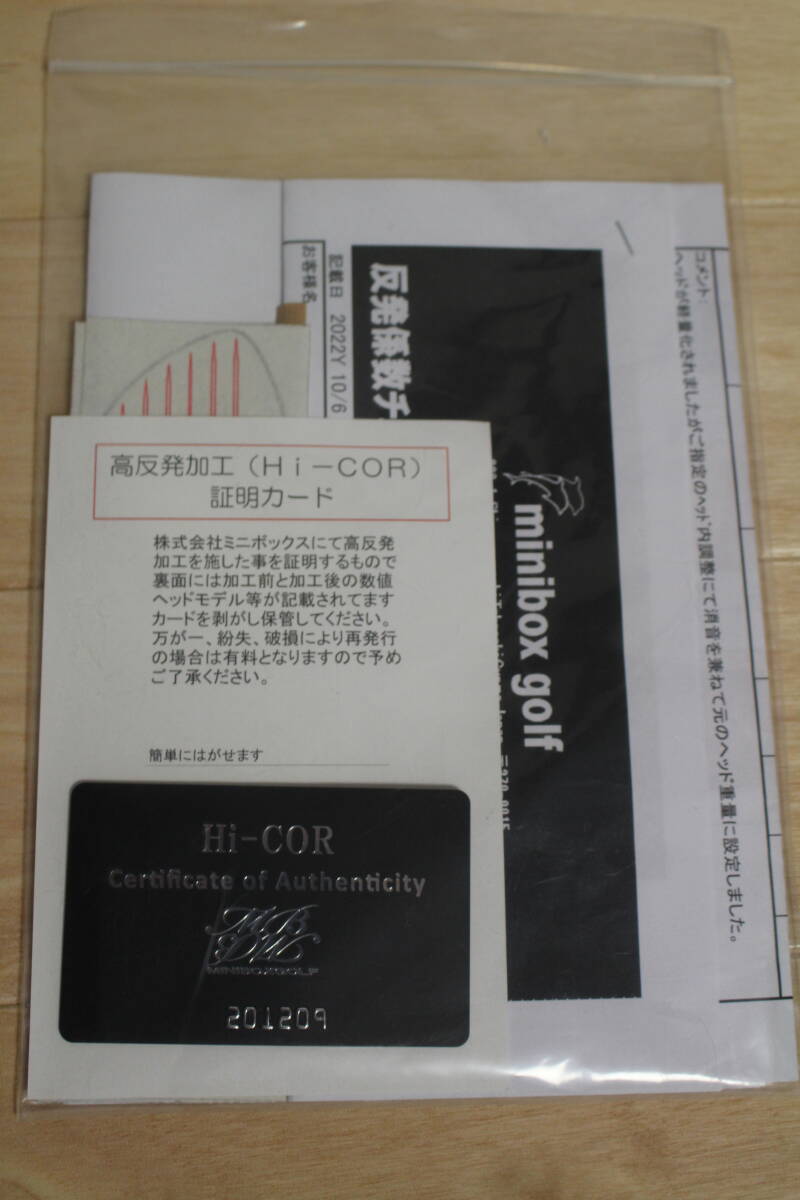 高反発加工(Hi-COR)
証明カード
株式会社ミニボックスにて高反発
加工を施した事を証明するもので
裏面には加工前と加工後の数値
ヘッドモデル等が記載されてます
カードを剥がし保管してください。
万が一、紛失、破損により再発行
の場合は有料となりますので予め
ご了承ください。
簡単にはがせます
Hi-COR
Certificate of Authenticity
MINIBOXGOLF
201209
お客様名
記載日 2022Y 10/6
反発係数チ
minibox golf
コメント:
ヘッドが軽量化されましたがご指定のヘッド内調整にて消音を兼ねて元のヘッド重量に設定しました。